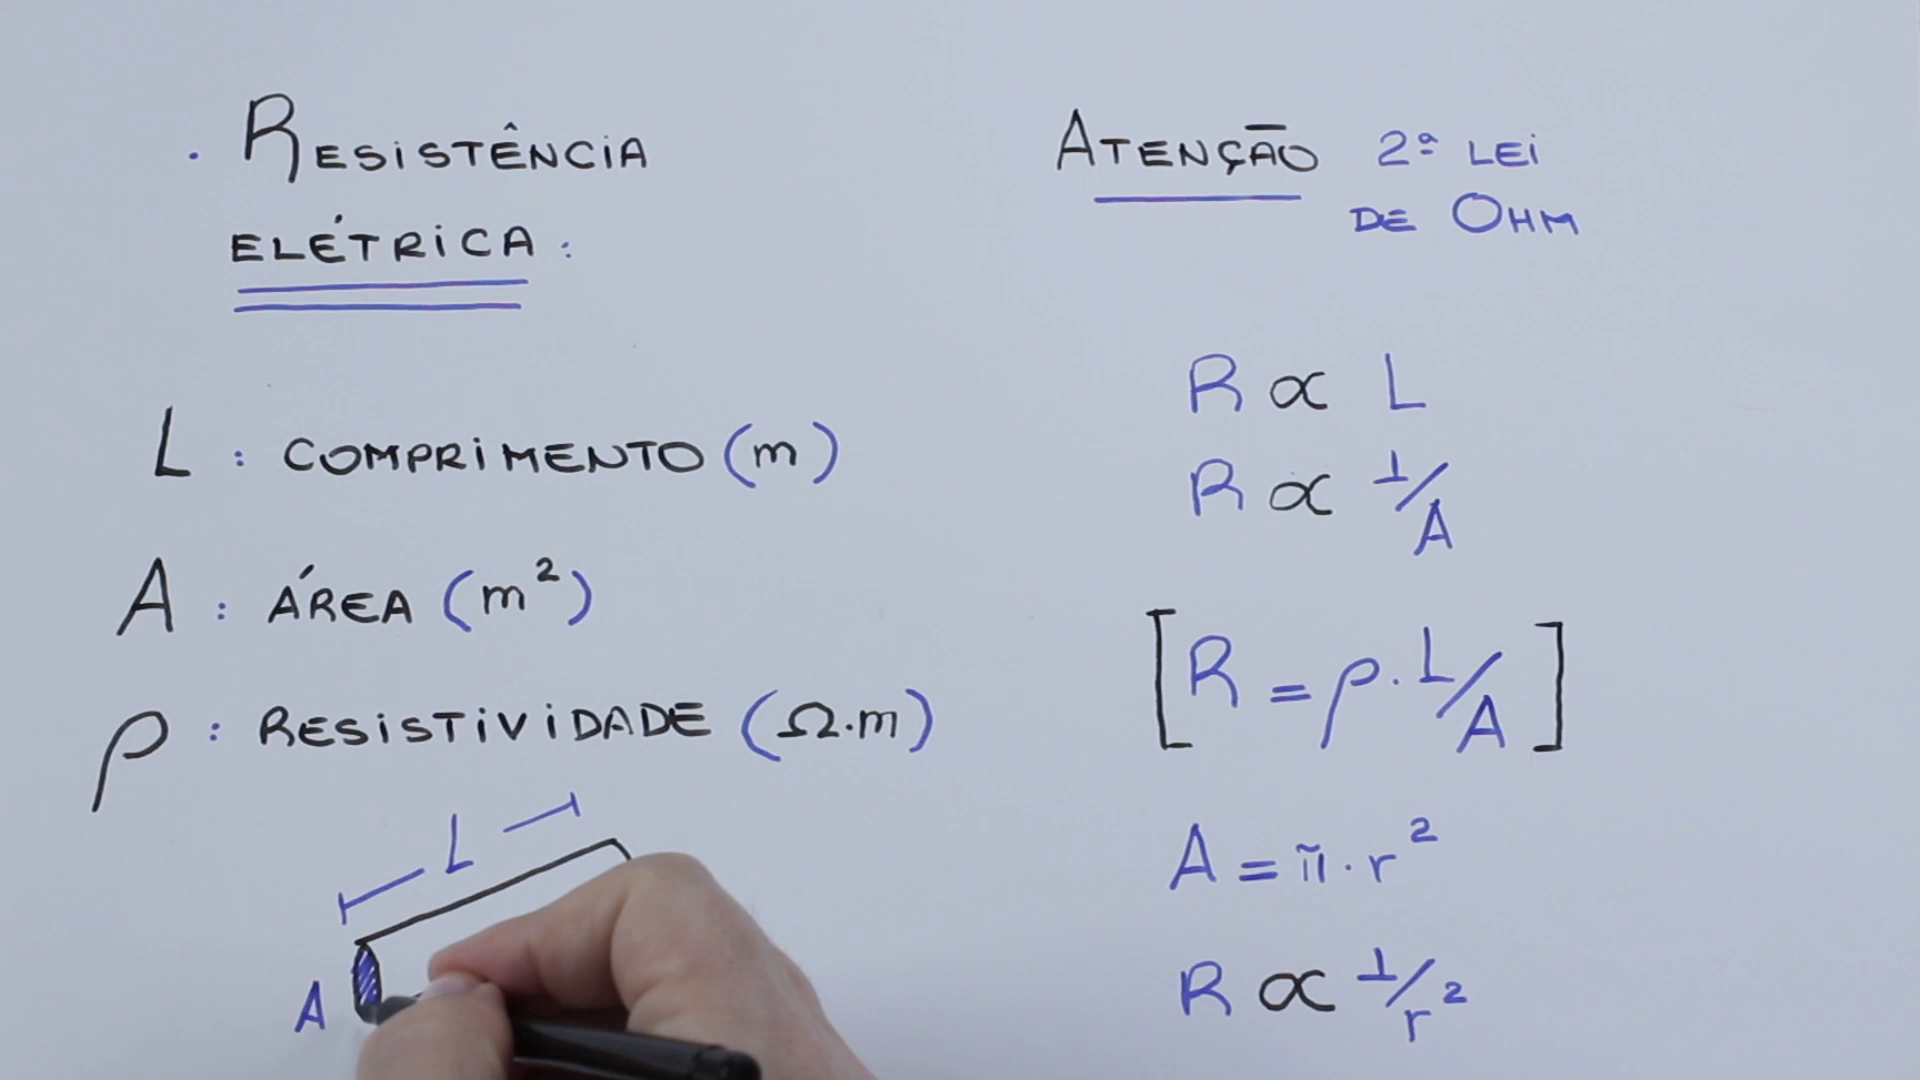 . RESISTÊNCIA
ELÉTRICA :
L : COMPRIMENTO (m)
A : ÁREA (m²)
ρ : RESISTIVIDADE (Ω.m)
L
A
ATENÇÃO 2ª LEI
DE OHM
R ∝ L
R ∝ 1/A
[R = ρ. L/A]
A = π . r²
R ∝ 1/r²